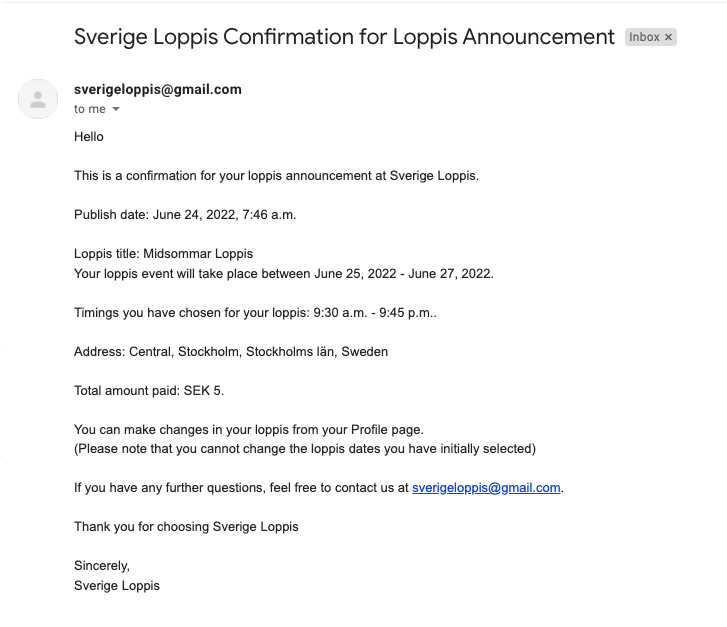 Sverige Loppis Confirmation for Loppis Announcement Inbox ×
sverigeloppis@gmail.com
to me
Hello
This is a confirmation for your loppis announcement at Sverige Loppis.
Publish date: June 24, 2022, 7:46 a.m.
Loppis title: Midsommar Loppis
Your loppis event will take place between June 25, 2022 - June 27, 2022.
Timings you have chosen for your loppis: 9:30 a.m. - 9:45 p.m..
Address: Central, Stockholm, Stockholms län, Sweden
Total amount paid: SEK 5.
You can make changes in your loppis from your Profile page.
(Please note that you cannot change the loppis dates you have initially selected)
If you have any further questions, feel free to contact us at sverigeloppis@gmail.com.
Thank you for choosing Sverige Loppis
Sincerely,
Sverige Loppis